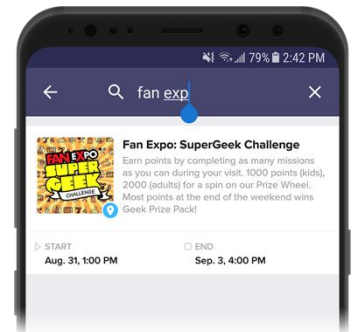 79% 2:42 PM
fan exp
FAN EXPO
SUPER
GEEK
CHALLENGE
Fan Expo: SuperGeek Challenge
Earn points by completing as many missions
as you can during your visit. 1000 points (kids),
2000 (adults) for a spin on our Prize Wheel.
Most points at the end of the weekend wins
Geek Prize Pack!
START
END
Aug. 31, 1:00 PM
Sep. 3, 4:00 PM